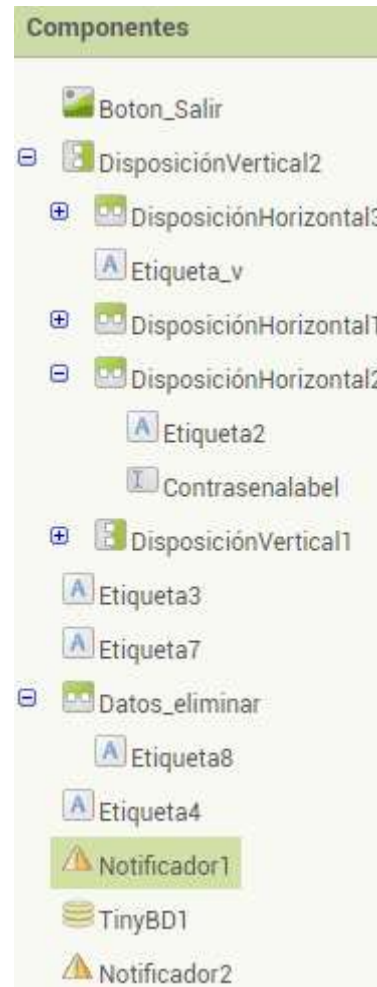 Componentes
Boton_Salir
DisposiciónVertical2
DisposiciónHorizontal3
Etiqueta_v
DisposiciónHorizontal1
DisposiciónHorizontal2
Etiqueta2
Contrasenalabel
DisposiciónVertical1
Etiqueta3
Etiqueta7
Datos_eliminar
Etiqueta8
Etiqueta4
Notificador1
TinyBD1
Notificador2